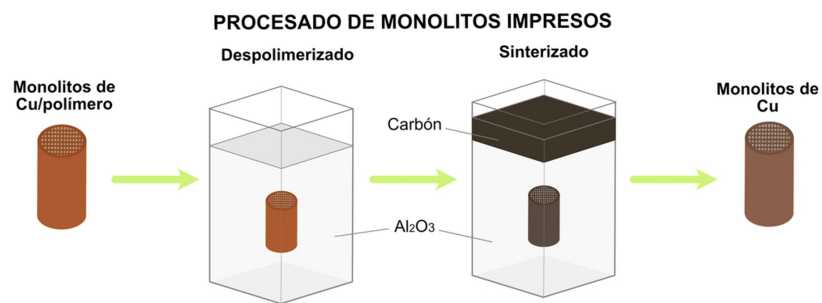 PROCESADO DE MONOLITOS IMPRESOS
Despolimerizado
Sinterizado
Monolitos de
Cu/polímero
Carbón
Al2O3
Monolitos de
Cu